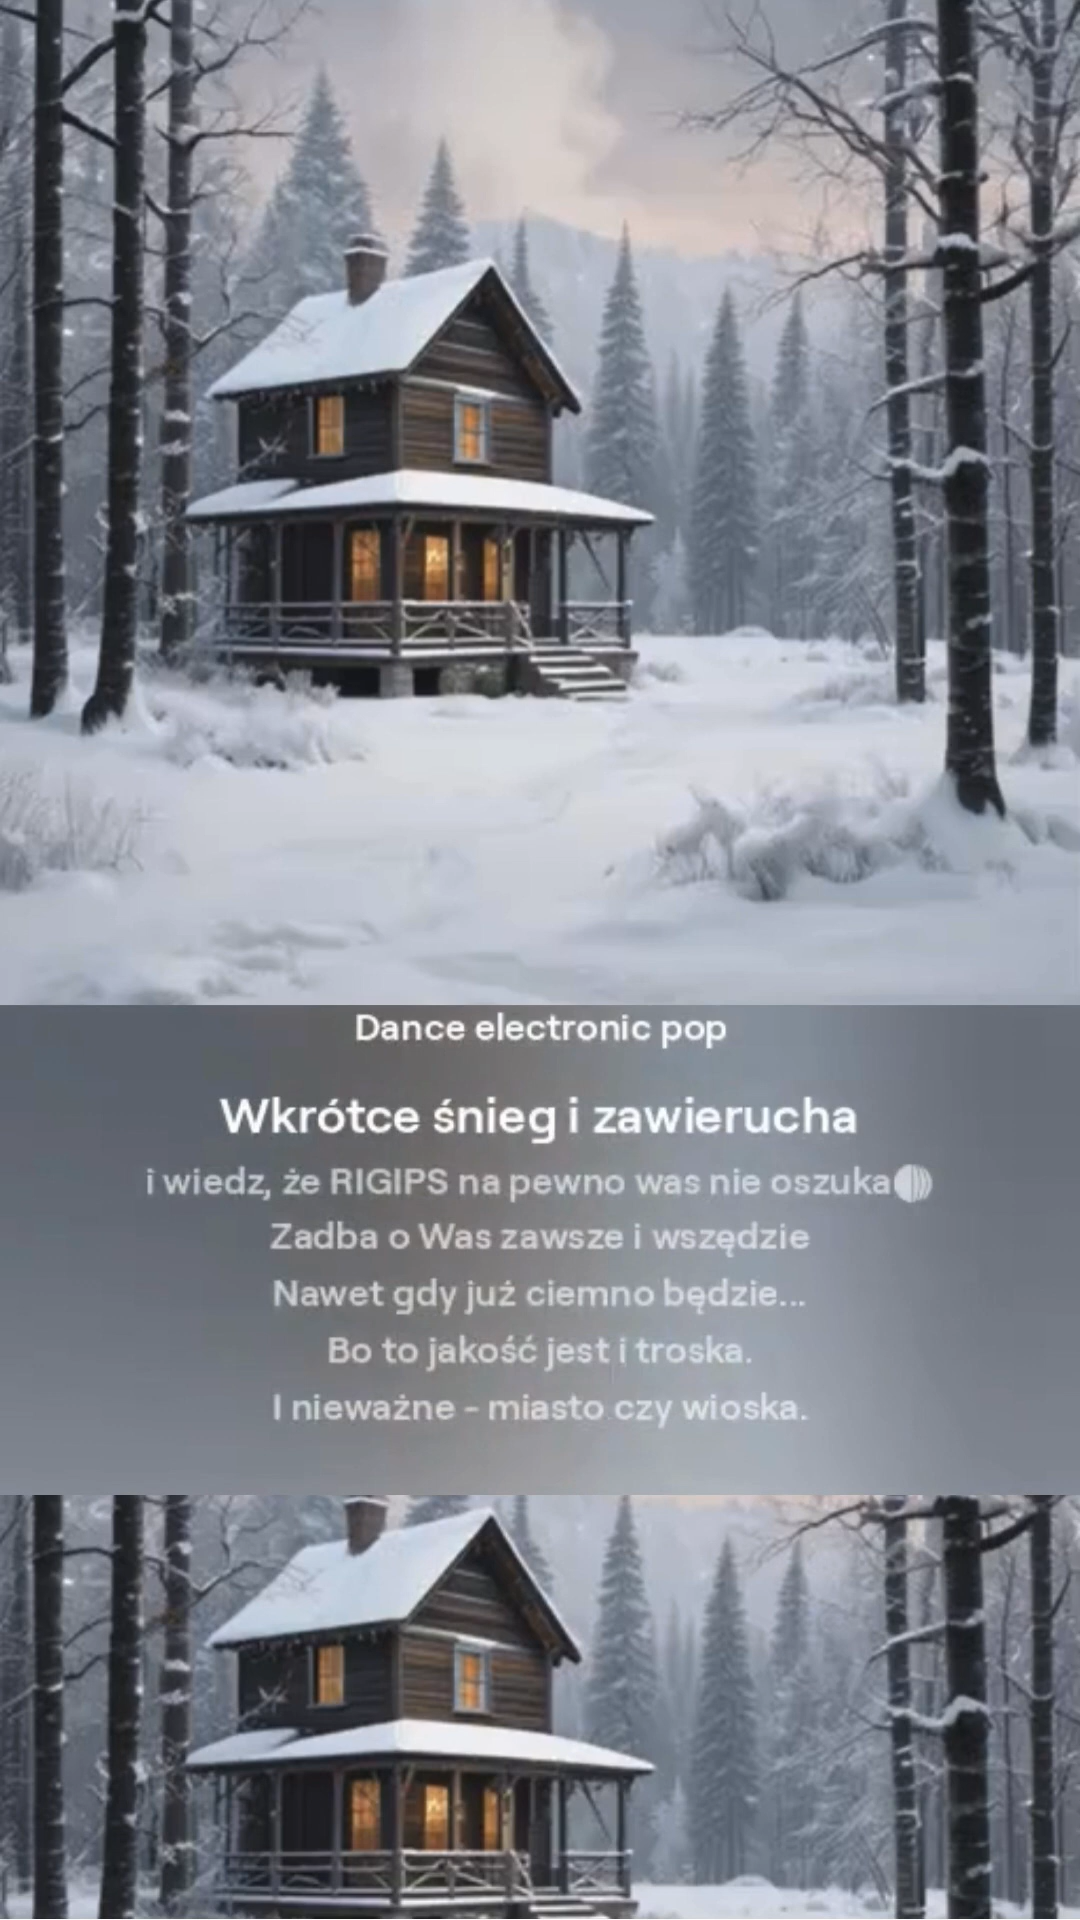 Dance electronic pop
Wkrótce śnieg i zawierucha
i wiedz, że RIGIPS na pewno was nie oszuka
Zadba o Was zawsze i wszędzie
Nawet gdy już ciemno będzie...
Bo to jakość jest i troska.
I nieważne - miasto czy wioska.